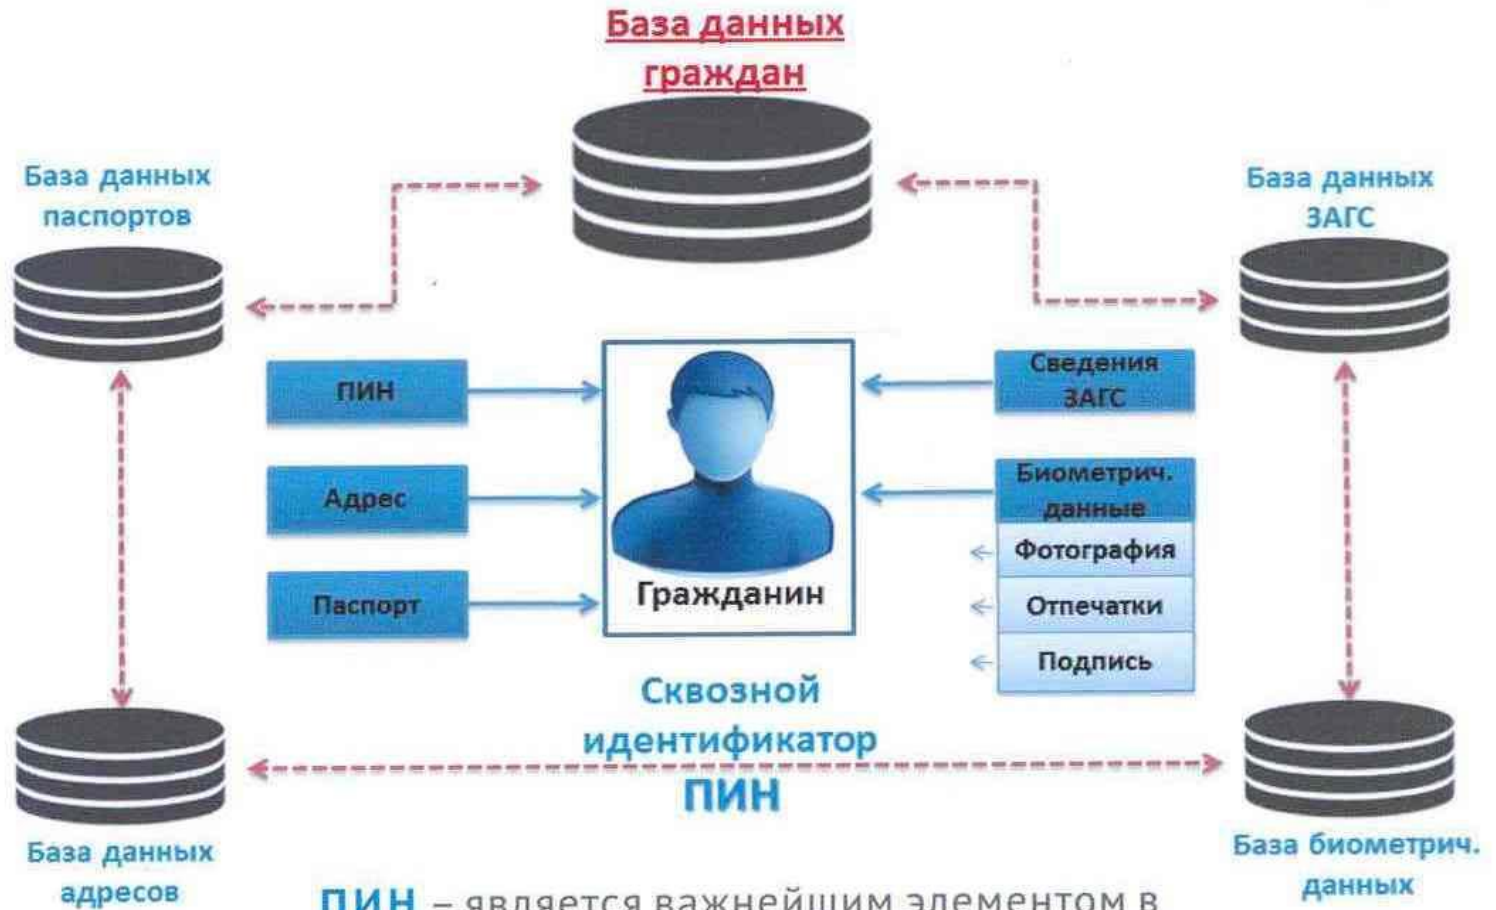 База данных
граждан
База данных
паспортов
База данных
ЗАГС
ПИН
Адрес
Паспорт
Гражданин
Сведения
ЗАГС
Биометрич.
данные
Фотография
Отпечатки
Подпись
Сквозной
идентификатор
ПИН
База данных
адресов
База биометрич.
данных
ПИН – является важнейшим элементом в